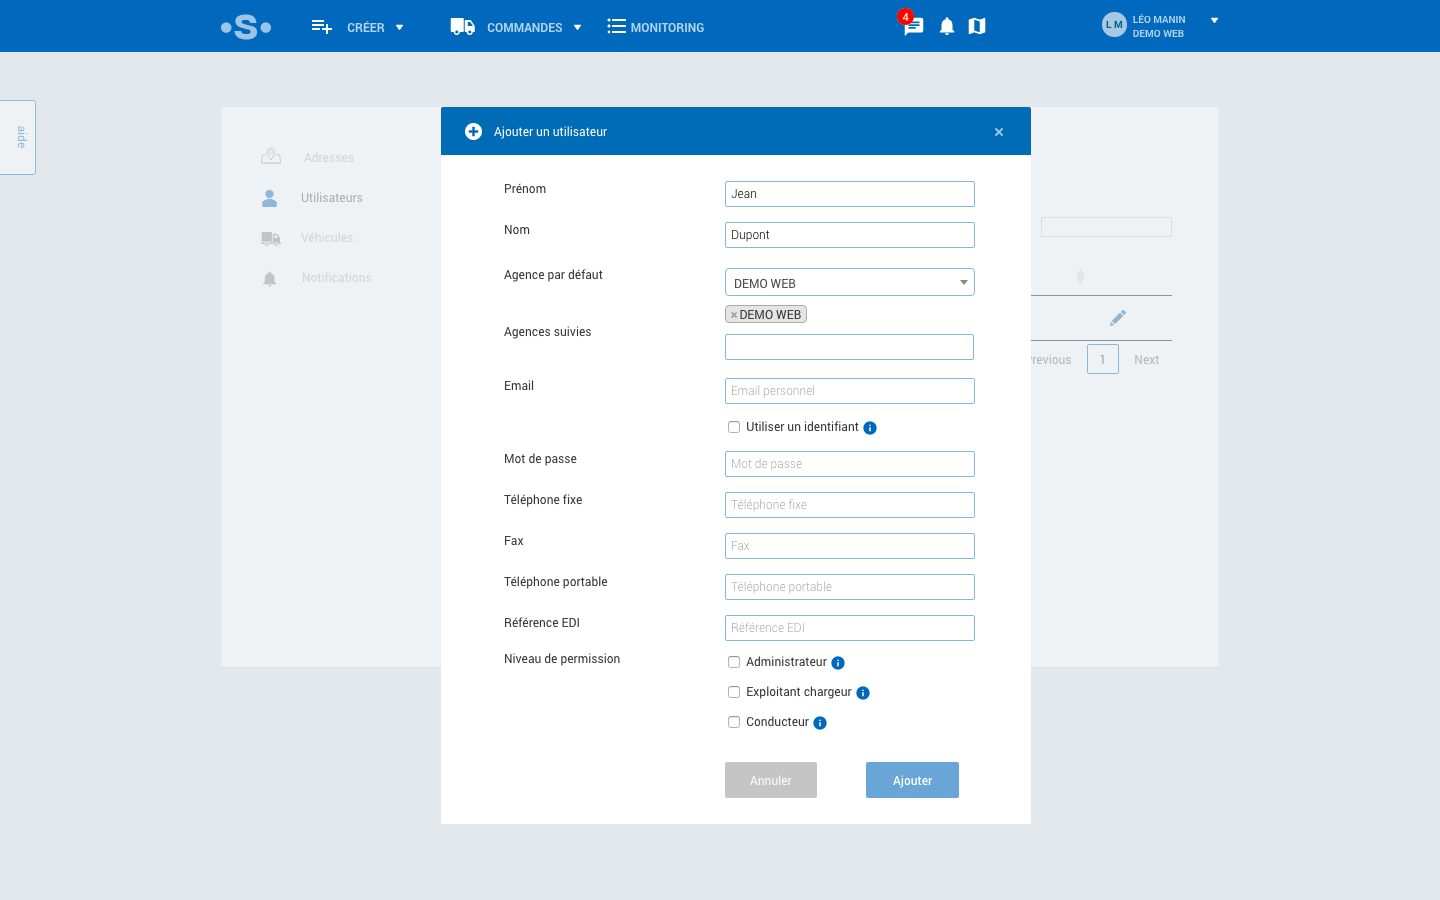 S
CRÉER
COMMANDES
MONITORING
4
L M
LÉO MANIN
DEMO WEB
aide
Adresses
Utilisateurs
Véhicules
Notifications
Ajouter un utilisateur
×
Prénom
Jean
Nom
Dupont
Agence par défaut
DEMO WEB
× DEMO WEB
Agences suivies
Email
Email personnel
Utiliser un identifiant
Mot de passe
Mot de passe
Téléphone fixe
Téléphone fixe
Fax
Fax
Téléphone portable
Téléphone portable
Référence EDI
Référence EDI
Niveau de permission
Administrateur
Exploitant chargeur
Conducteur
Annuler
Ajouter
revious
1
Next